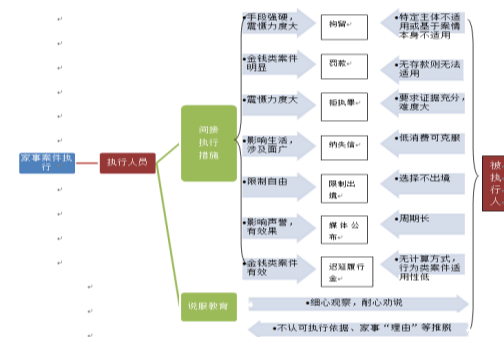 •手段强硬，
震慑力度大
拘留↵
•特定主体不适
用或基于案情
本身不适用
•金钱类案件
明显
罚款↵
•无存款则无法
适用
•震慑力度大
拒执罪↵
•要求证据充分，
难度大
间接
执行
措施
•影响生活，
涉及面广
纳失信↵
•低消费可克服
家事案件执
行
执行人员
•限制自由
限制出
境↵
•选择不出境
被
执
行
人
•影响声誉，
有效果
媒体公
布↵
•周期长
•金钱类案件
有效
迟延履行
金↵
•无计算方式，
行为类案件适
用性低
说服教育
•细心观察，耐心劝说
•不认可执行依据、家事“理由”等推脱